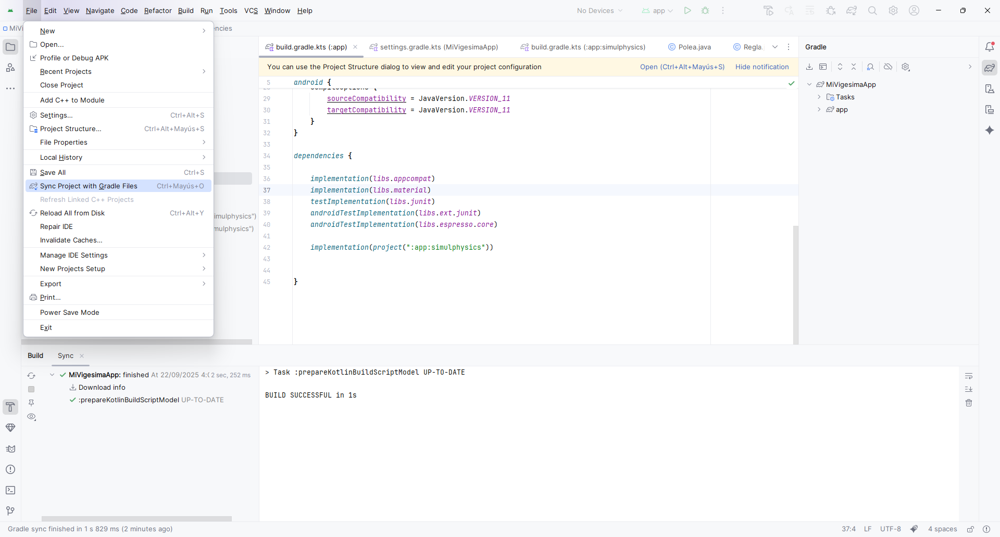 File Edit View Navigate Code Refactor Build Run Tools VCS Window Help No Devices app
MiVi
encies
New
Open...
Profile or Debug APK
Recent Projects
Close Project
Add C++ to Module
Settings... Ctrl+Alt+S
Project Structure... Ctrl+Alt+Mayús+S
File Properties
Local History
Save All Ctrl+S
Sync Project with Gradle Files Ctrl+Mayús+O
Refresh Linked C++ Projects
Reload All from Disk Ctrl+Alt+Y
Repair IDE
Invalidate Caches...
Manage IDE Settings
New Projects Setup
Export
Print...
Power Save Mode
Exit
imulphysics")
mulphysics")
build.gradle.kts (:app) settings.gradle.kts (MiVigesimaApp) build.gradle.kts (:app:simulphysics) Polea.java Regla.
You can use the Project Structure dialog to view and edit your project configuration Open (Ctrl+Alt+Mayús+S) Hide notification
5 android {
29 sourceCompatibility = JavaVersion.VERSION_11
30 targetCompatibility = JavaVersion.VERSION_11
31 }
32 }
33
34 dependencies {
35
36 implementation(libs.appcompat)
37 implementation(libs.material)
38 testImplementation(libs.junit)
39 androidTestImplementation(libs.ext.junit)
40 androidTestImplementation(libs.espresso.core)
41
42 implementation(project(":app:simulphysics"))
43
44
45 }
Gradle
MiVigesimaApp
Tasks
app
Build Sync
MiVigesimaApp: finished At 22/09/2025 4:0 2 sec, 252 ms
Download info
:prepareKotlinBuildScriptModel UP-TO-DATE
> Task :prepareKotlinBuildScriptModel UP-TO-DATE
BUILD SUCCESSFUL in 1s
Gradle sync finished in 1 s 829 ms (2 minutes ago) 37:4 LF UTF-8 4 spaces